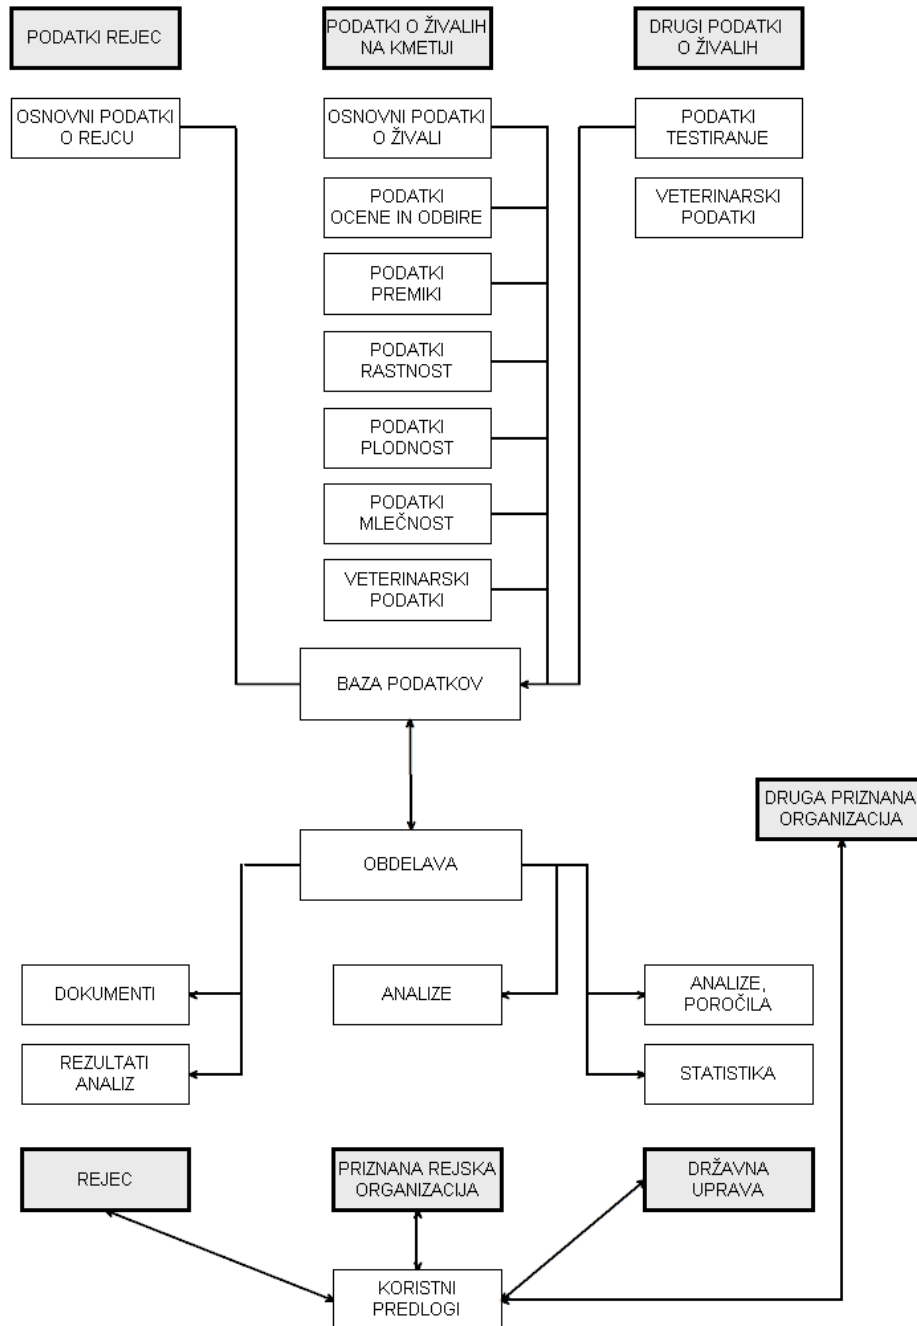 PODATKI REJEC
PODATKI O ŽIVALIH
NA KMETIJI
DRUGI PODATKI
O ŽIVALIH
OSNOVNI PODATKI
O REJCU
OSNOVNI PODATKI
O ŽIVALI
PODATKI
TESTIRANJE
PODATKI
OCENE IN ODBIRE
VETERINARSKI
PODATKI
PODATKI
PREMIKI
PODATKI
RASTNOST
PODATKI
PLODNOST
PODATKI
MLEČNOST
VETERINARSKI
PODATKI
BAZA PODATKOV
DRUGA PRIZNANA
ORGANIZACIJA
OBDELAVA
DOKUMENTI
ANALIZE
ANALIZE,
POROČILA
REZULTATI
ANALIZ
STATISTIKA
REJEC
PRIZNANA REJSKA
ORGANIZACIJA
DRŽAVNA
UPRAVA
KORISTNI
PREDLOGI